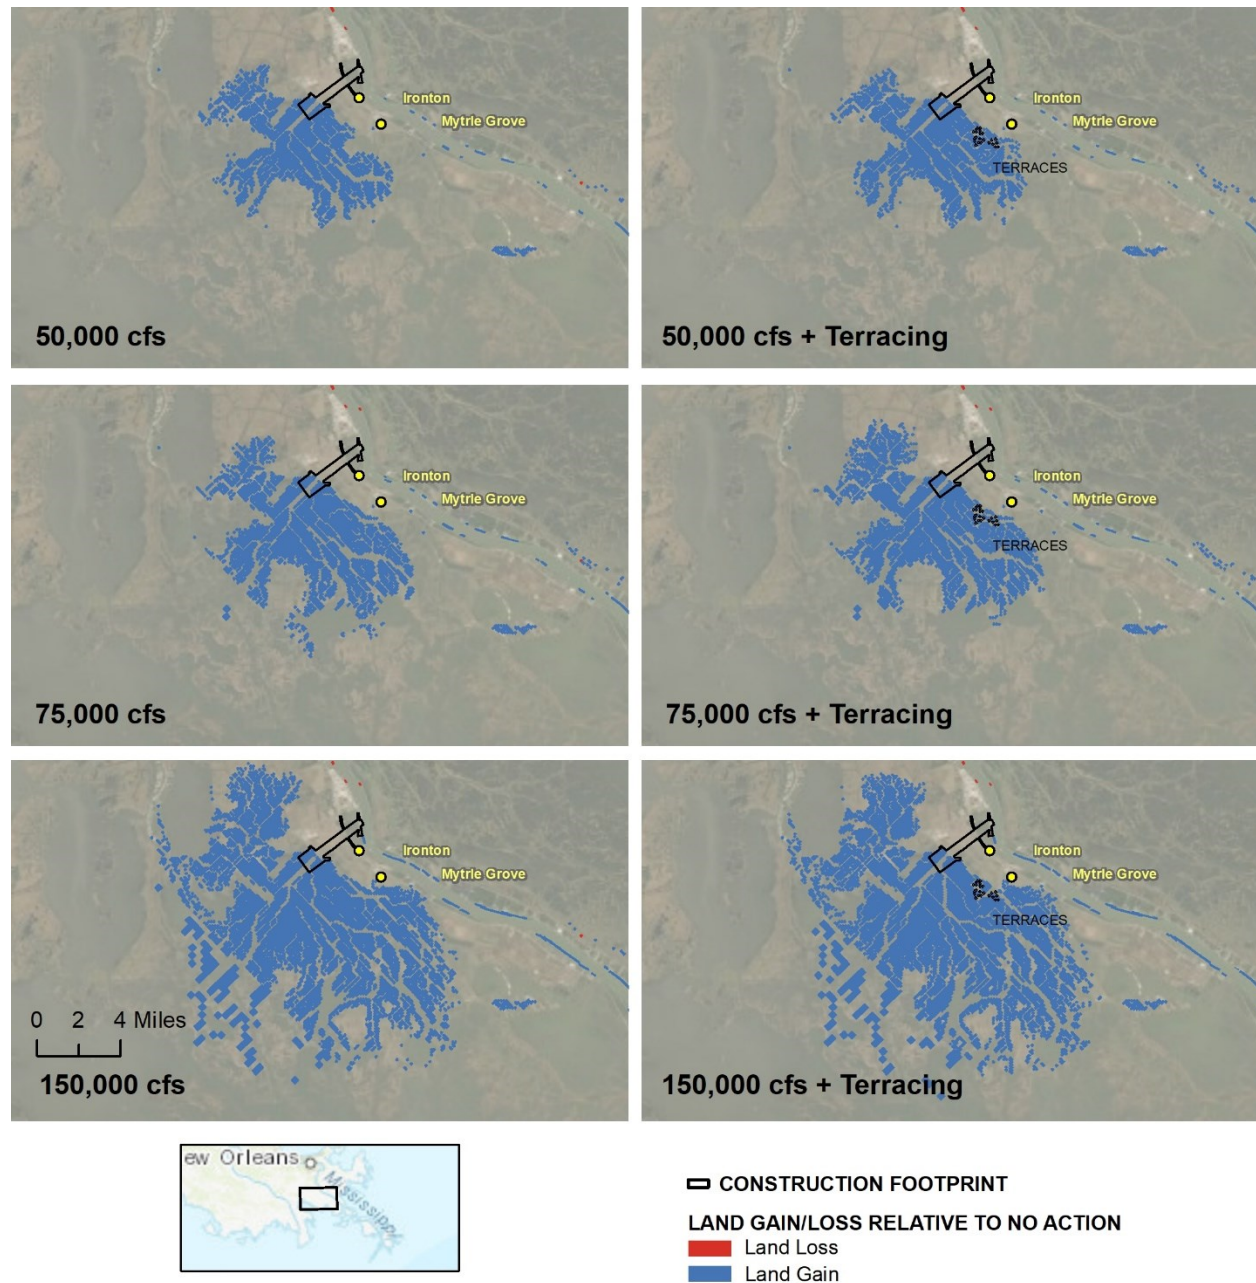 Ironton
Mytrle Grove
50,000 cfs
Ironton
Mytrle Grove
TERRACES
50,000 cfs + Terracing
Ironton
Mytrle Grove
75,000 cfs
Ironton
Mytrle Grove
TERRACES
75,000 cfs + Terracing
Ironton
Mytrle Grove
0 2 4 Miles
150,000 cfs
Ironton
Mytrle Grove
TERRACES
150,000 cfs + Terracing
ew Orleans
Mississippi
CONSTRUCTION FOOTPRINT
LAND GAIN/LOSS RELATIVE TO NO ACTION
Land Loss
Land Gain